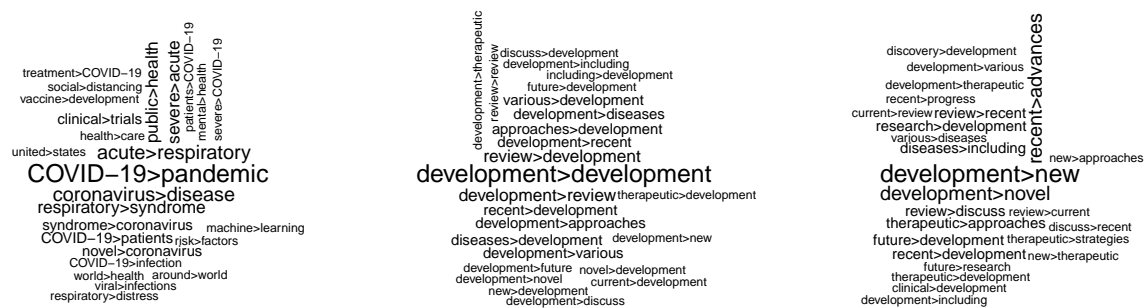 public>health
severe>acute
patients>COVID−19
mental>health
severe>COVID−19
treatment>COVID−19
social>distancing
vaccine>development
clinical>trials
health>care
united>states
acute>respiratory
COVID−19>pandemic
coronavirus>disease
respiratory>syndrome
syndrome>coronavirus
machine>learning
COVID−19>patients
risk>factors
novel>coronavirus
COVID−19>infection
world>health
around>world
viral>infections
respiratory>distress
development>therapeutic
review>review
discuss>development
development>including
including>development
future>development
various>development
development>diseases
approaches>development
development>recent
review>development
development>development
development>review
therapeutic>development
recent>development
development>approaches
diseases>development
development>new
development>various
development>future
novel>development
development>novel
current>development
new>development
development>discuss
recent>advances
discovery>development
development>various
development>therapeutic
recent>progress
current>review
review>recent
research>development
various>diseases
diseases>including
new>approaches
development>new
development>novel
review>discuss
review>current
therapeutic>approaches
discuss>recent
future>development
therapeutic>strategies
recent>development
new>therapeutic
future>research
therapeutic>development
clinical>development
development>including